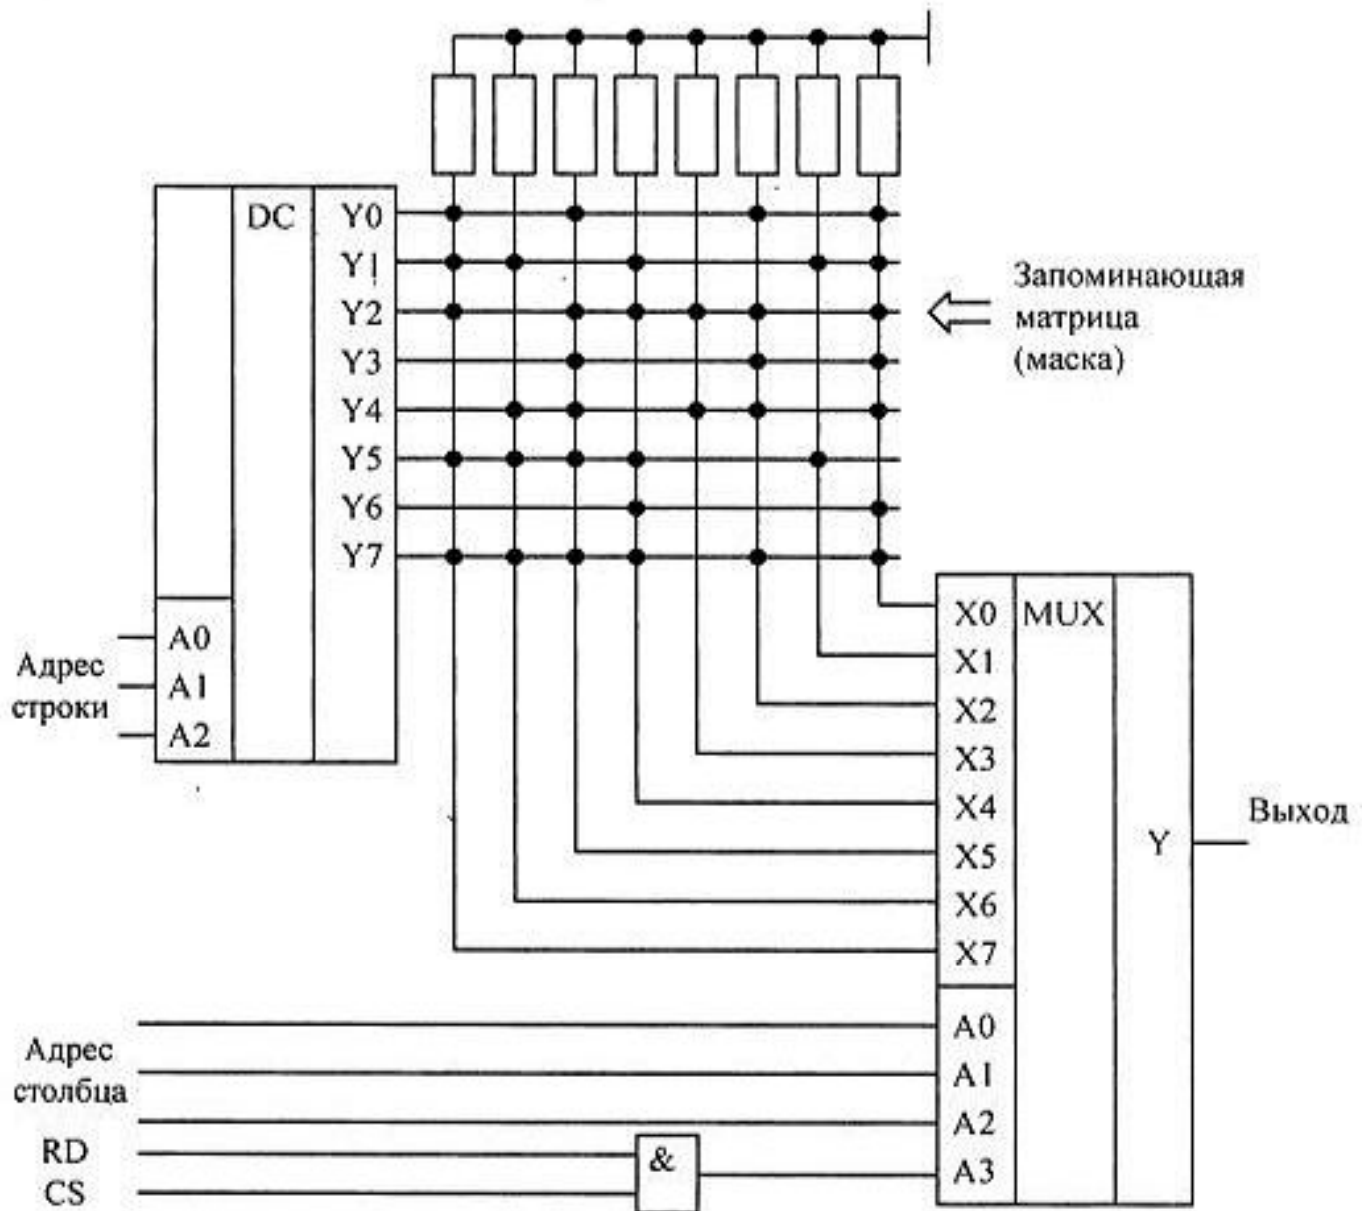 DC
Y0
Y1
Y2
Y3
Y4
Y5
Y6
Y7
A0
A1
A2
Адрес
строки
Запоминающая
матрица
(маска)
X0
X1
X2
X3
X4
X5
X6
X7
MUX
Y
Выход
A0
A1
A2
A3
Адрес
столбца
RD
CS
&